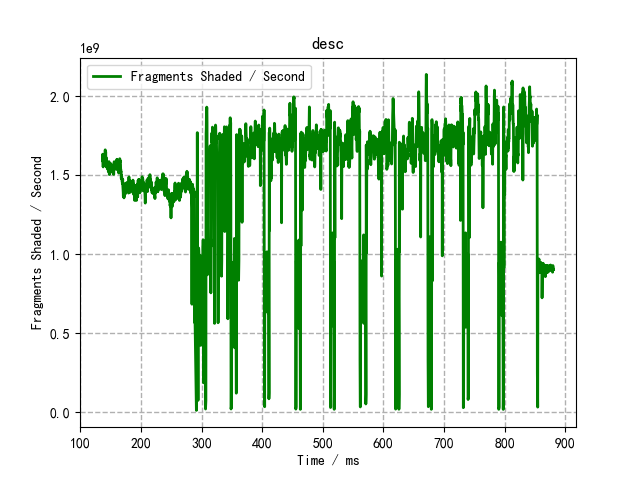 desc
1e9
Fragments Shaded / Second
2.0
1.5
1.0
0.5
0.0
Fragments Shaded / Second
100 200 300 400 500 600 700 800 900
Time / ms